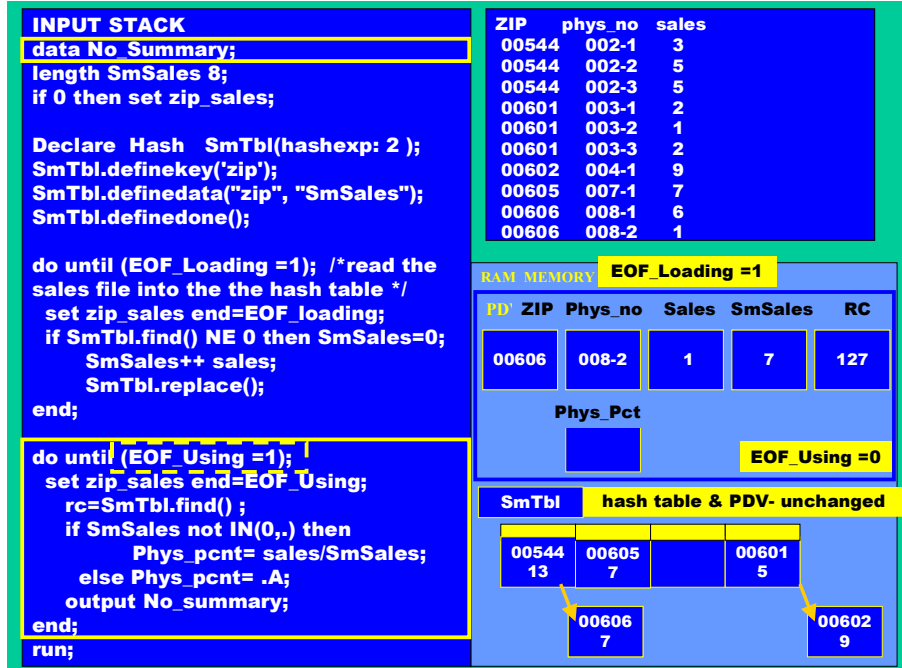 INPUT STACK
data No_Summary;
length SmSales 8;
if 0 then set zip_sales;
Declare Hash SmTbl(hashexp: 2 );
SmTbl.definekey('zip');
SmTbl.definedata("zip", "SmSales");
SmTbl.definedone();
do until (EOF_Loading =1); /*read the
sales file into the the hash table */
set zip_sales end=EOF_loading;
if SmTbl.find() NE 0 then SmSales=0;
SmSales++ sales;
SmTbl.replace();
end;
do until (EOF_Using =1);
set zip_sales end=EOF_Using;
rc=SmTbl.find() ;
if SmSales not IN(0,.) then
Phys_pcnt= sales/SmSales;
else Phys_pcnt= .A;
output No_summary;
end;
run;
ZIP phys_no sales
00544 002-1 3
00544 002-2 5
00544 002-3 5
00601 003-1 2
00601 003-2 1
00601 003-3 2
00602 004-1 9
00605 007-1 7
00606 008-1 6
00606 008-2 1
RAM MEMORY EOF_Loading =1
PD' ZIP Phys_no Sales SmSales RC
00606 008-2 1 7 127
Phys_Pct
EOF_Using =0
SmTbl hash table & PDV- unchanged
00544 00605 00601
13 7 5
00606 00602
7 9